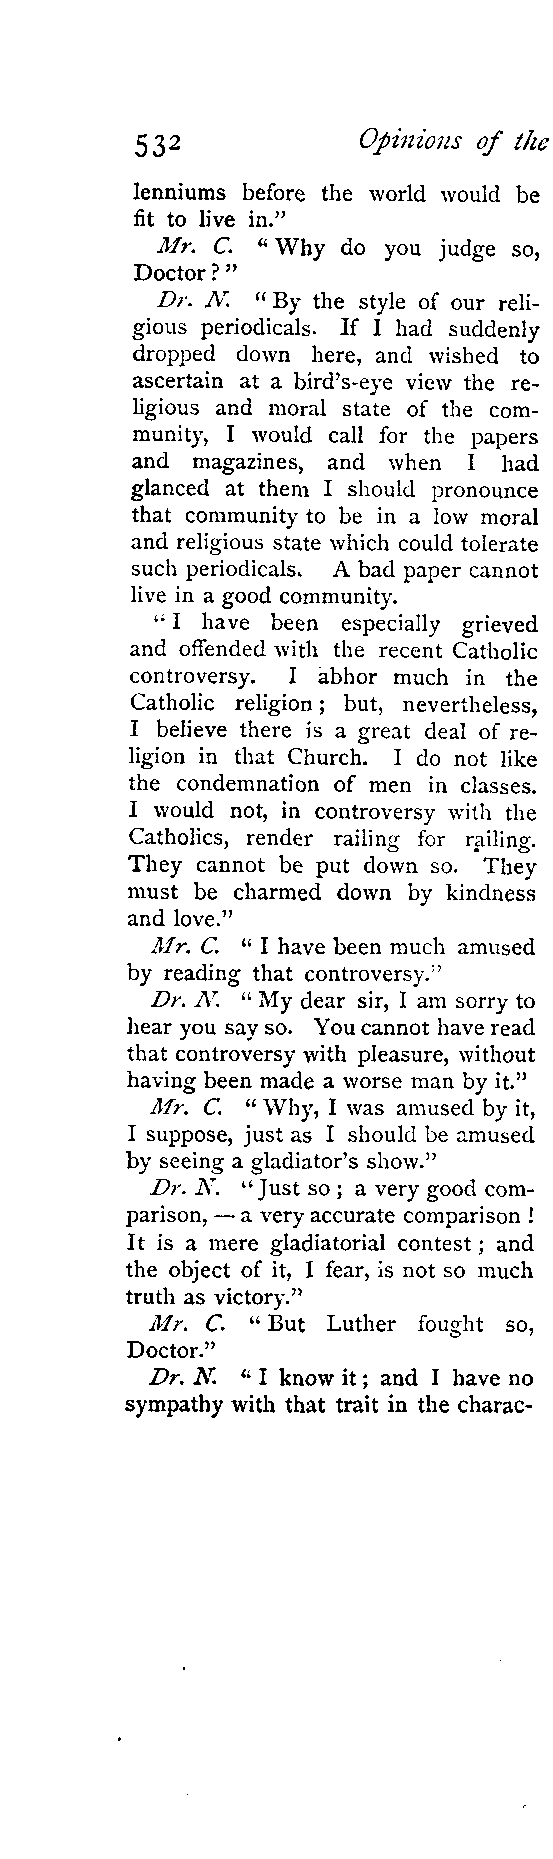 532 Opinions of the
lenniums before the world would be
fit to live in.”
Mr. C. “Why do you judge so,
Doctor?”
Dr. N. “By the style of our reli-
gious periodicals. If I had suddenly
dropped down here, and wished to
ascertain at a bird's-eye view the re-
ligious and moral state of the com-
munity, I would call for the papers
and magazines, and when I had
glanced at them I should pronounce
that community to be in a low moral
and religious state which could tolerate
such periodicals. A bad paper cannot
live in a good community.
“I have been especially grieved
and offended with the recent Catholic
controversy. I abhor much in the
Catholic religion; but, nevertheless,
I believe there is a great deal of re-
ligion in that Church. I do not like
the condemnation of men in classes.
I would not, in controversy with the
Catholics, render railing for railing.
They cannot be put down so. They
must be charmed down by kindness
and love.”
Mr. C. “I have been much amused
by reading that controversy.”
Dr. N. “My dear sir, I am sorry to
hear you say so. You cannot have read
that controversy with pleasure, without
having been made a worse man by it.”
Mr. C. “Why, I was amused by it,
I suppose, just as I should be amused
by seeing a gladiator's show.”
Dr. N. “Just so; a very good com-
parison, — a very accurate comparison!
It is a mere gladiatorial contest; and
the object of it, I fear, is not so much
truth as victory.”
Mr. C. “But Luther fought so,
Doctor.”
Dr. N. “I know it; and I have no
sympathy with that trait in the charac-